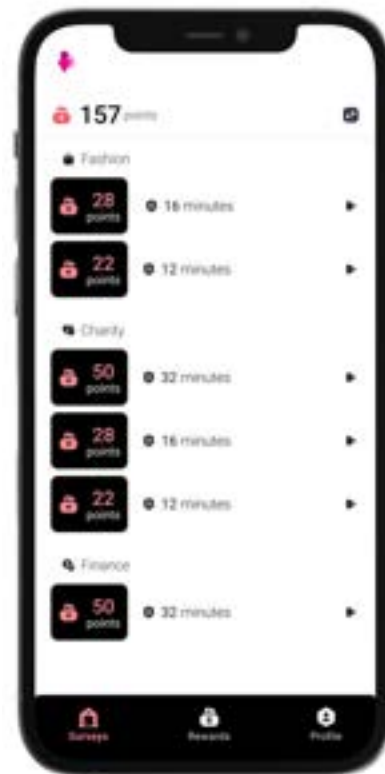 157 points
Fashion
28 points
16 minutes
22 points
12 minutes
Charity
50 points
32 minutes
28 points
16 minutes
22 points
12 minutes
Finance
50 points
32 minutes
Surveys Rewards Profile